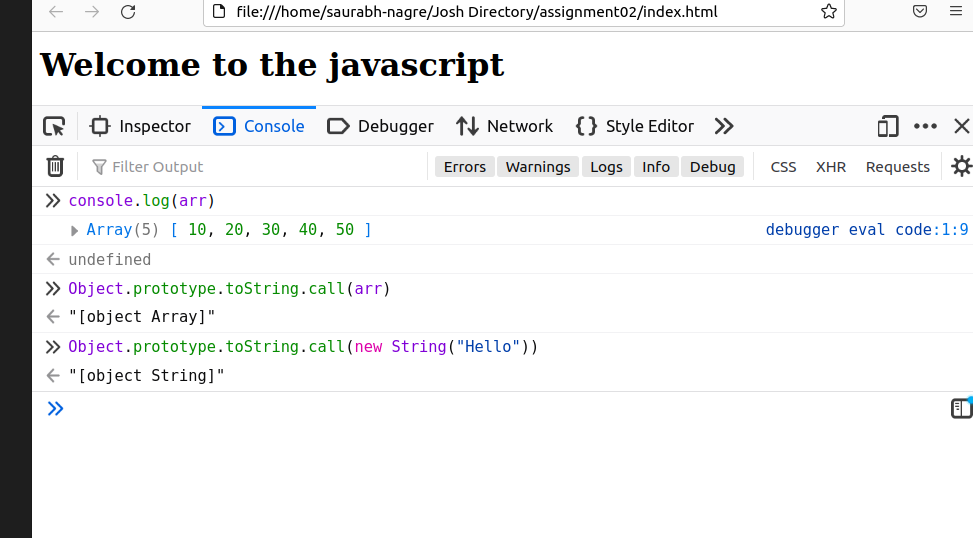 file:///home/saurabh-nagre/Josh Directory/assignment02/index.html
Welcome to the javascript
Inspector Console Debugger Network Style Editor
Filter Output Errors Warnings Logs Info Debug CSS XHR Requests
console.log(arr)
Array(5) [ 10, 20, 30, 40, 50 ] debugger eval code:1:9
undefined
Object.prototype.toString.call(arr)
"[object Array]"
Object.prototype.toString.call(new String("Hello"))
"[object String]"